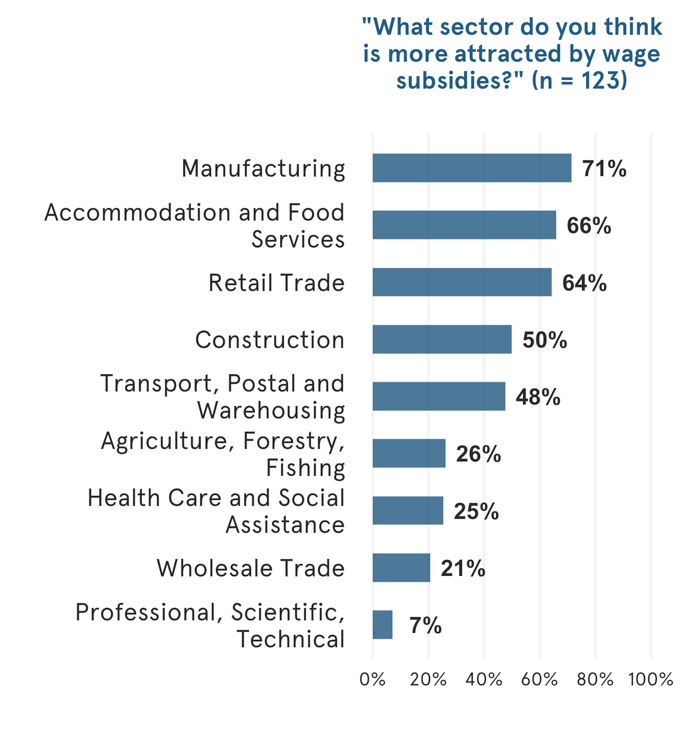 "What sector do you think
is more attracted by wage
subsidies?" (n = 123)
Manufacturing
71%
Accommodation and Food
Services
66%
Retail Trade
64%
Construction
50%
Transport, Postal and
Warehousing
48%
Agriculture, Forestry,
Fishing
26%
Health Care and Social
Assistance
25%
Wholesale Trade
21%
Professional, Scientific,
Technical
7%
0% 20% 40% 60% 80% 100%